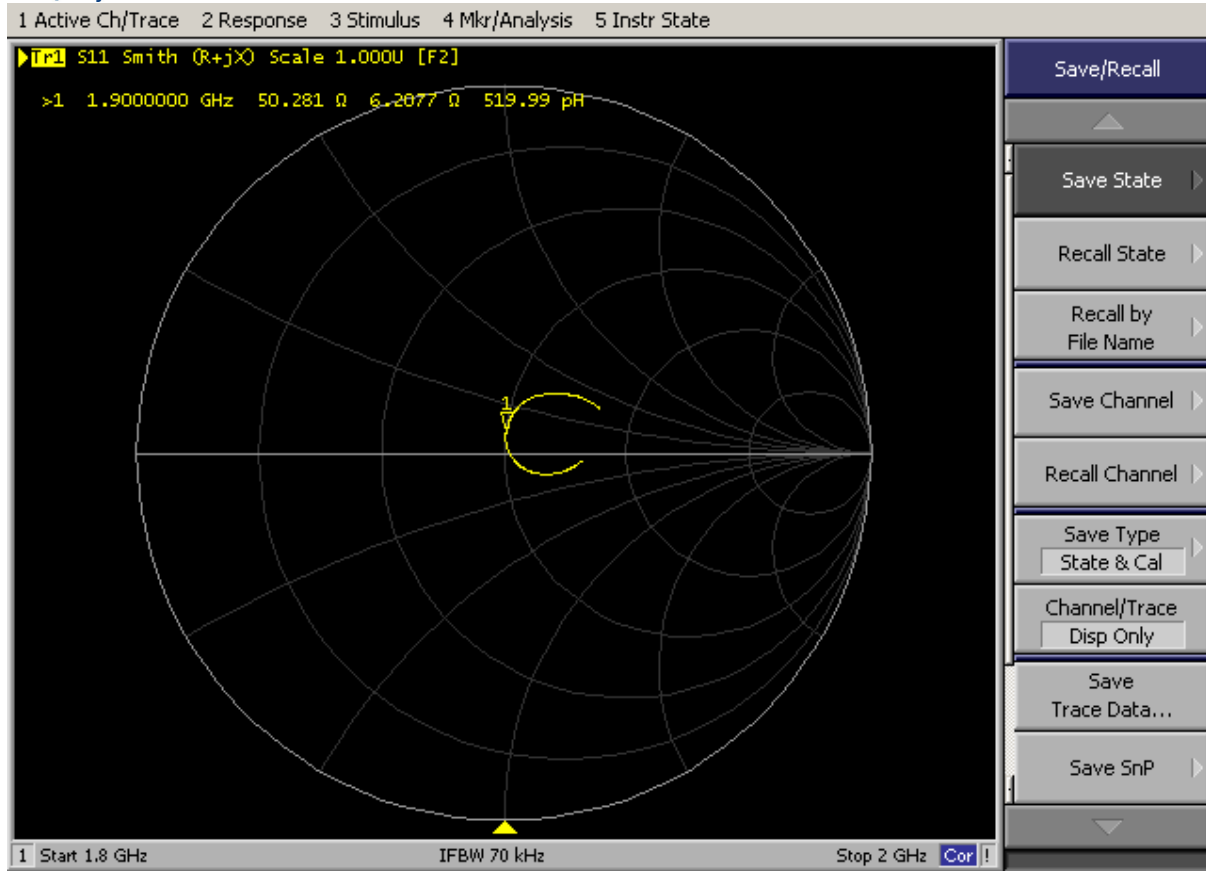 1 Active Ch/Trace 2 Response 3 Stimulus 4 Mkr/Analysis 5 Instr State
Tr1 S11 Smith (R+jX) Scale 1.000U [F2]
>1 1.9000000 GHz 50.281 Ω 6.2077 Ω 519.99 pH
1
Save/Recall
Save State
Recall State
Recall by
File Name
Save Channel
Recall Channel
Save Type
State & Cal
Channel/Trace
Disp Only
Save
Trace Data...
Save SnP
1 Start 1.8 GHz IFBW 70 kHz Stop 2 GHz Cor !